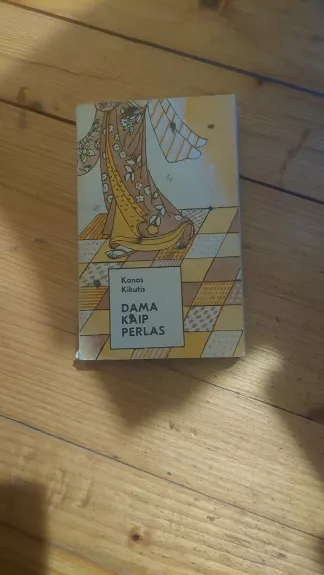 Kanas
Kikutis
DAMA
KAIP
PERLAS